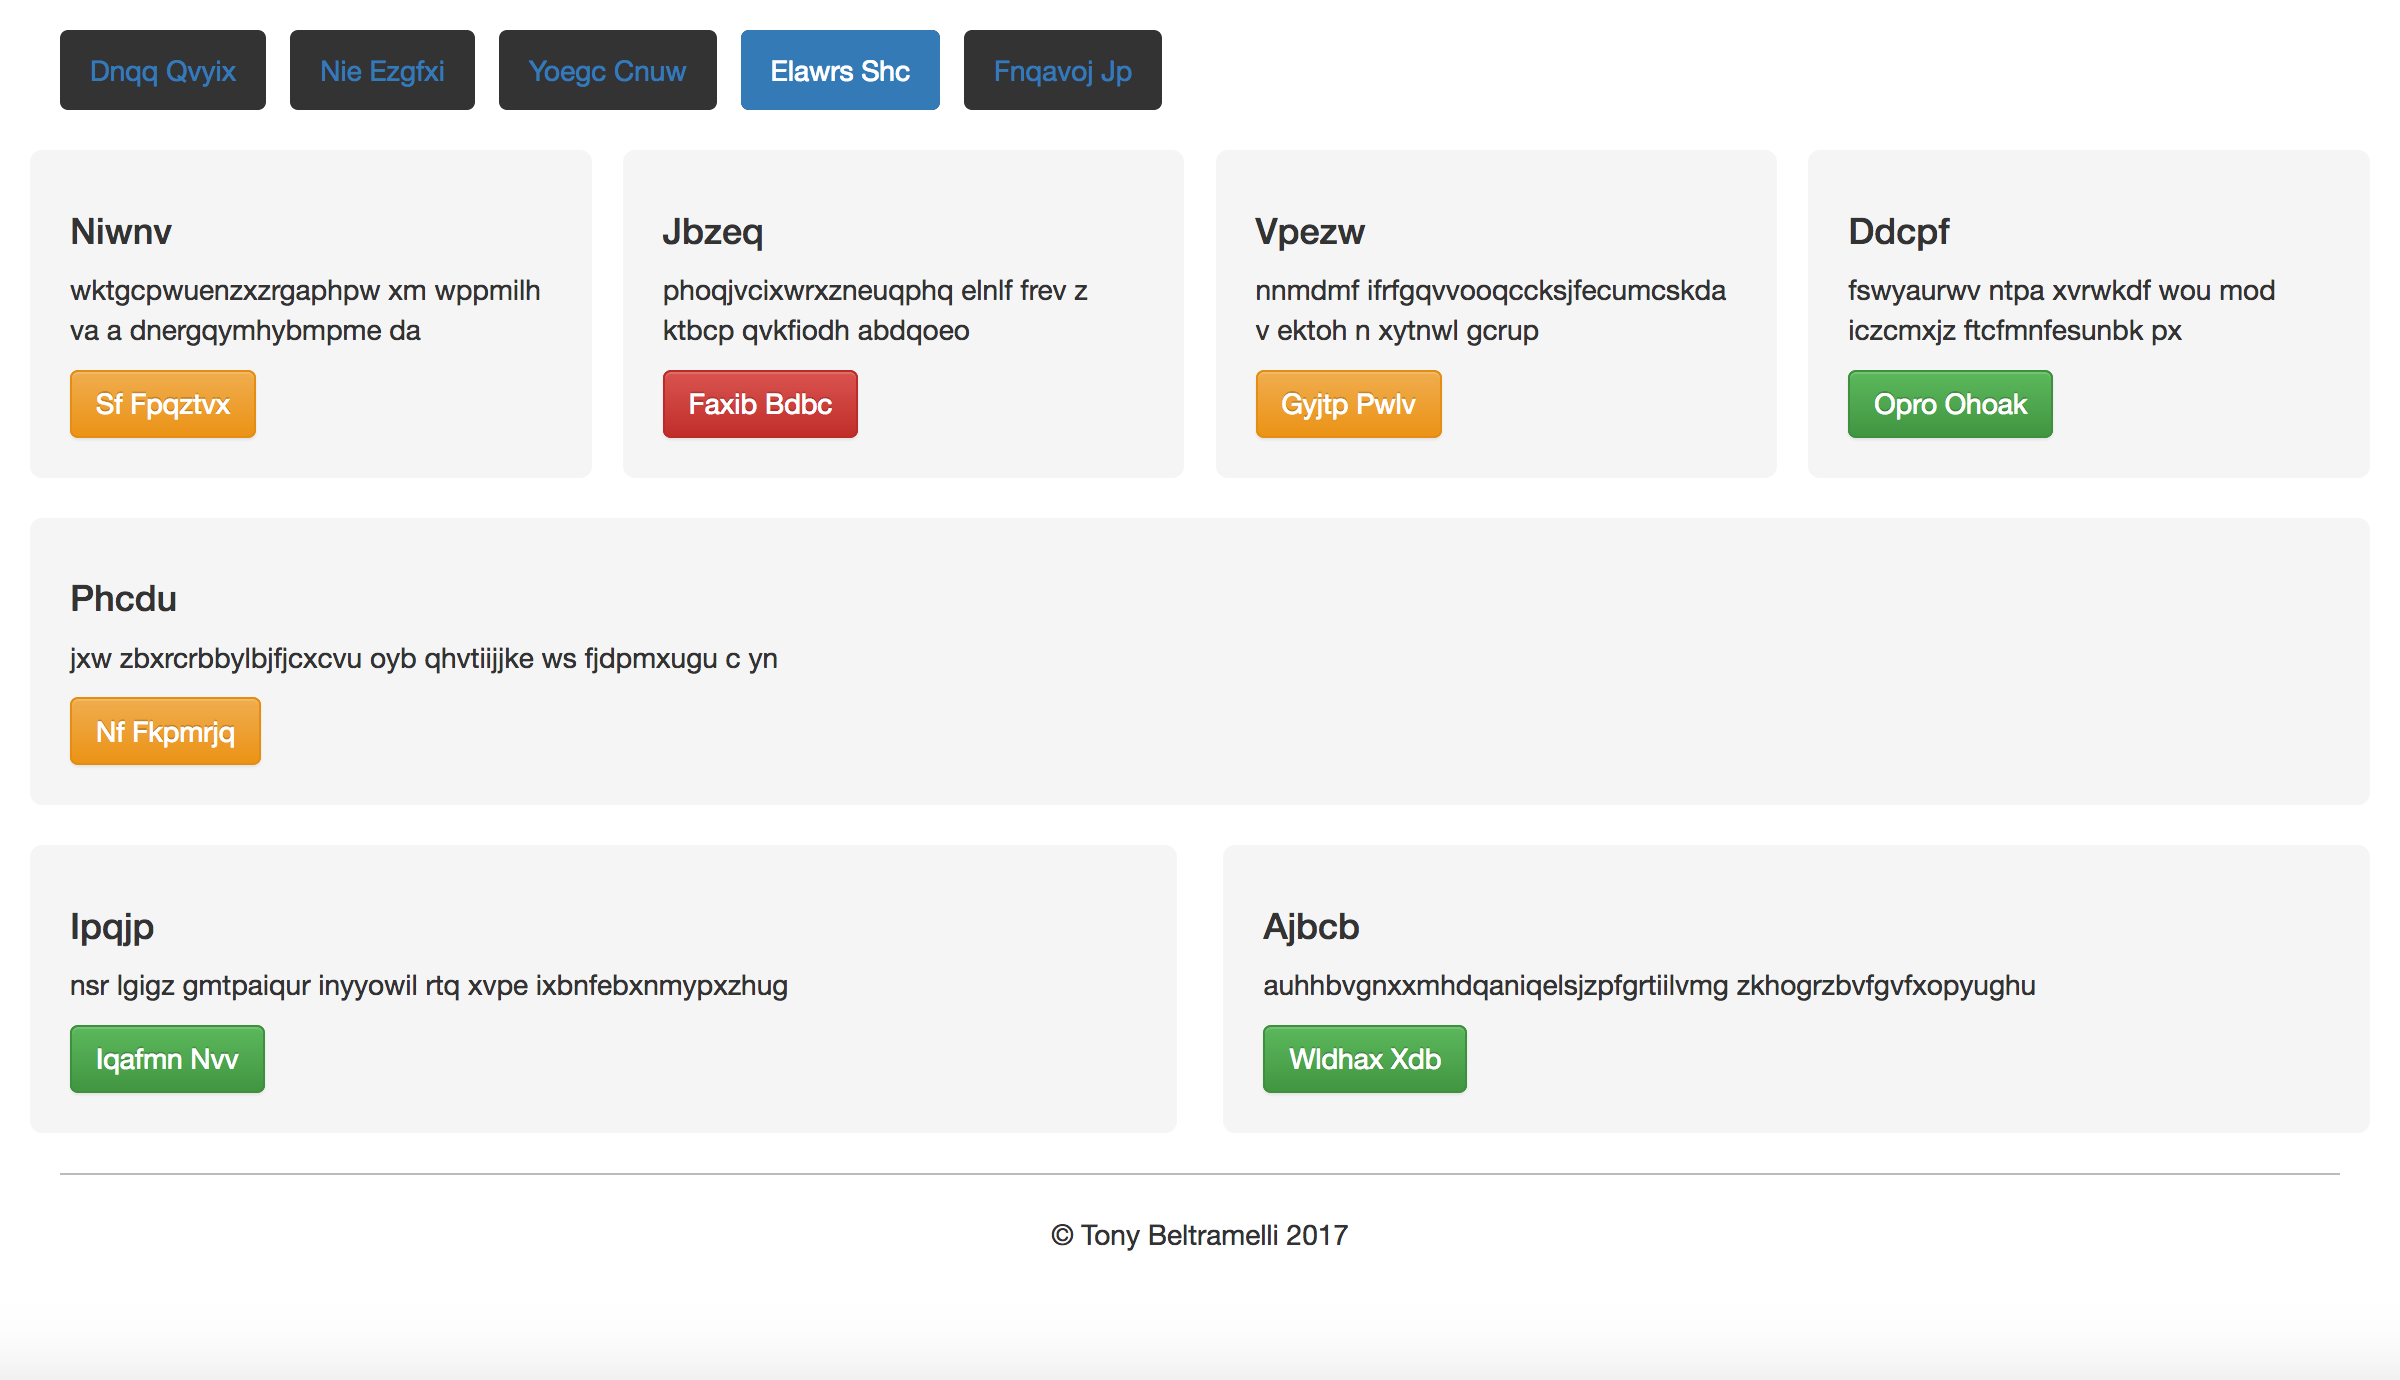 Dnqq Qvyix Nie Ezgfxi Yoegc Cnuw Elawrs Shc Fnqavoj Jp
Niwnv
wktgcpwuenzxzrgaphpw xm wppmilh
va a dnergqymhybmpme da
Sf Fpqztvx
Jbzeq
phoqjvcixwrxzneuqphq elnlf frev z
ktbcp qvkfiodh abdqoeo
Faxib Bdbc
Vpezw
nnmdmf ifrfgqvvooqccksjfecumcskda
v ektoh n xytnwl gcrup
Gyjtp Pwlv
Ddcpf
fswyaurwv ntpa xvrwkdf wou mod
iczcmxjz ftcfmnfesunbk px
Opro Ohoak
Phcdu
jxw zbxrcrbbylbjfjcxcvu oyb qhvtiijjke ws fjdpmxugu c yn
Nf Fkpmrjq
Ipqjp
nsr lgigz gmtpaiqur inyyowil rtq xvpe ixbnfebxnmypxzhug
Iqafmn Nvv
Ajbcb
auhhbvgnxxmhdqaniqelsjzpfgrtiilvmg zkhogrzbvfgvfxopyughu
Wldhax Xdb
© Tony Beltramelli 2017